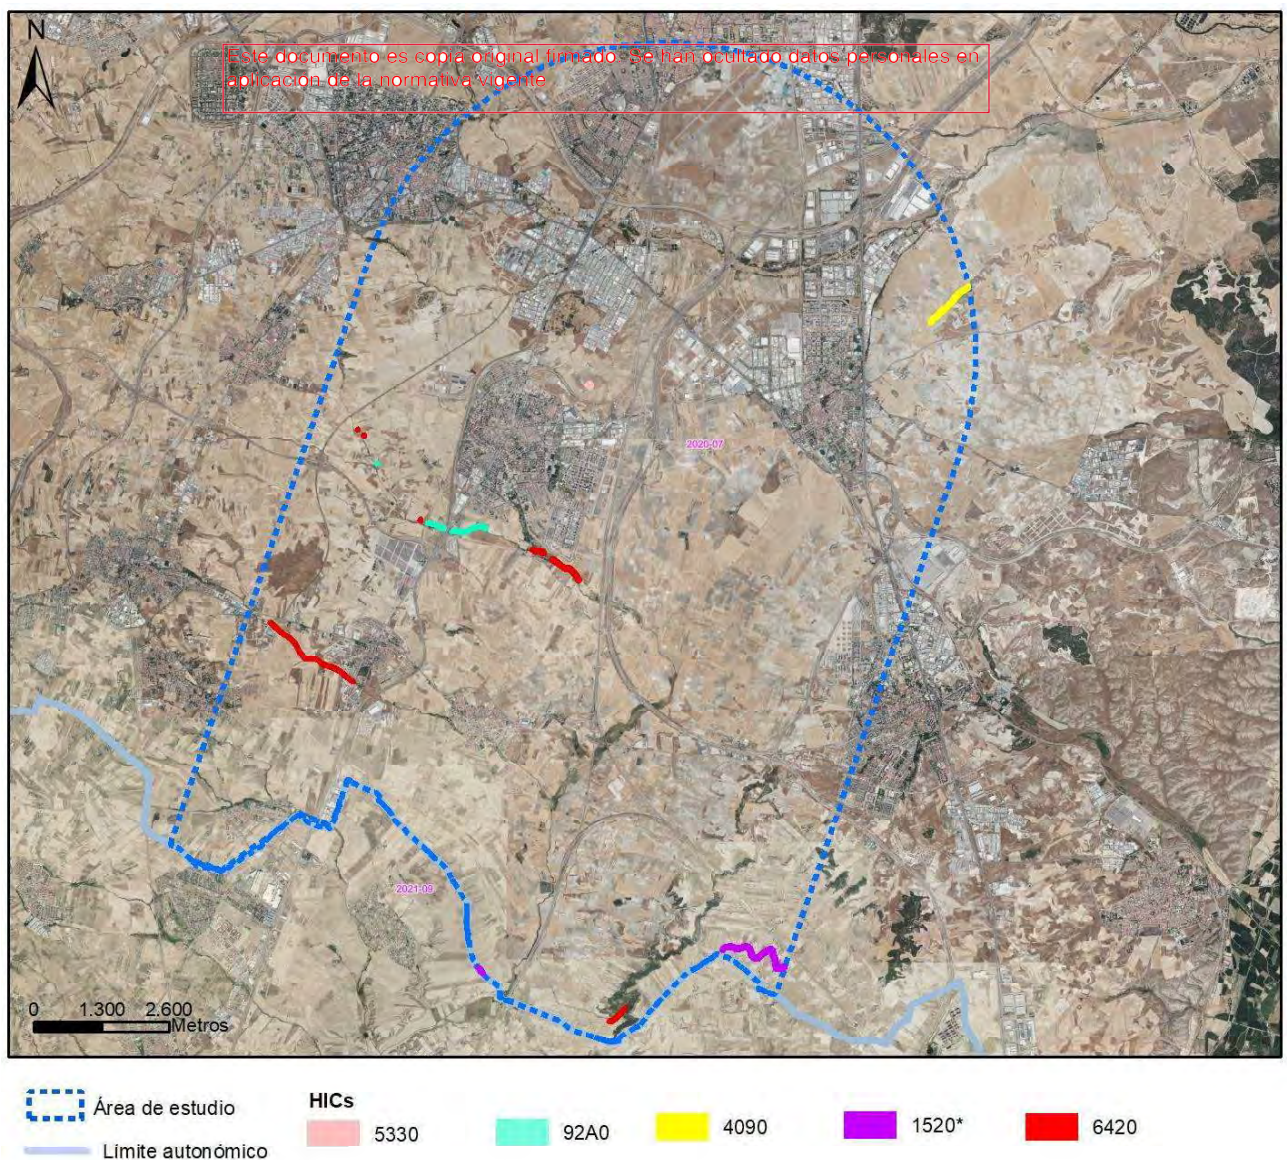 N
Este documento es copia original firmado. Se han ocultado datos personales en
aplicación de la normativa vigente
2020-07
2021-09
0 1.300 2.600
Metros
Área de estudio
Límite autonómico
HICs
5330
92A0
4090
1520*
6420